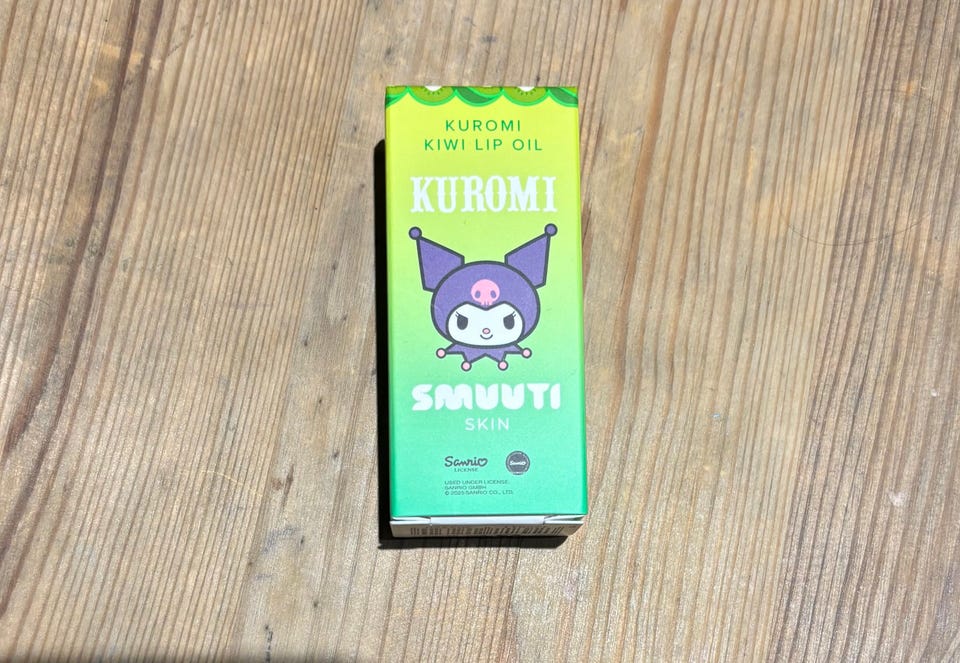 KUROMI
KIWI LIP OIL
KUROMI
SMUUTI
SKIN
Sanrio
LICENSE
USED UNDER LICENSE.
SANRIO GMBH
© 2025 SANRIO CO., LTD.